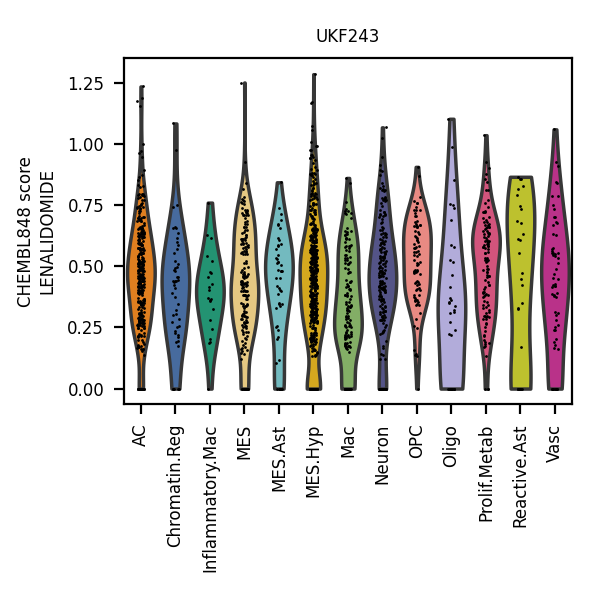 UKF243
CHEMBL848 score
LENALIDOMIDE
1.25
1.00
0.75
0.50
0.25
0.00
AC
Chromatin.Reg
Inflammatory.Mac
MES
MES.Ast
MES.Hyp
Mac
Neuron
OPC
Oligo
Prolif.Metab
Reactive.Ast
Vasc